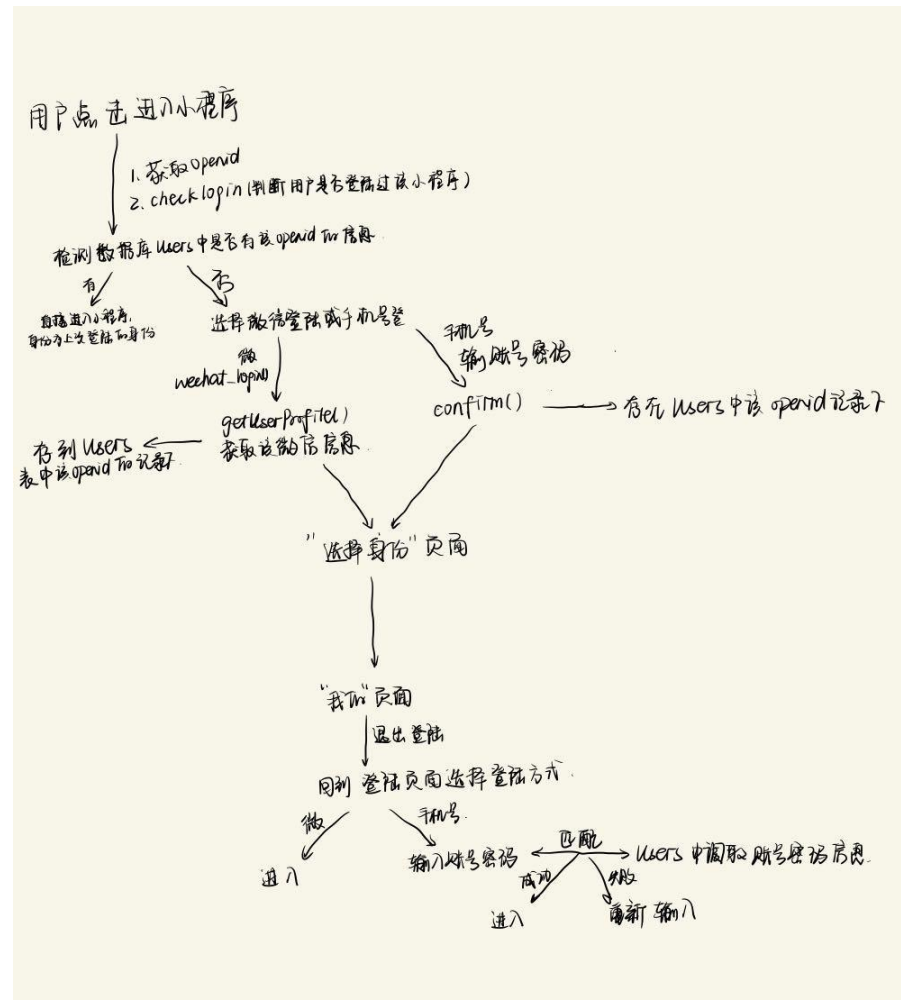 用户点击进入小程序
1. 获取openid
2. checklogin(判断用户是否登陆过该小程序)
检测数据库users中是否有该openid的信息
有
否
直接进入小程序,
身份为上次登陆的身份
选择微信登陆或手机号登
微
wechat_login()
手机号
输账号密码
getUserProfile()
获取该微信信息
confirm()
存在users中该openid记录下
存到users
表中该openid的记录下
"选择身份"页面
"我的"页面
退出登陆
回到登陆页面选择登陆方式
微
手机号
进入
输入账号密码
匹配
users中调取账号密码信息
成功
失败
进入
重新输入